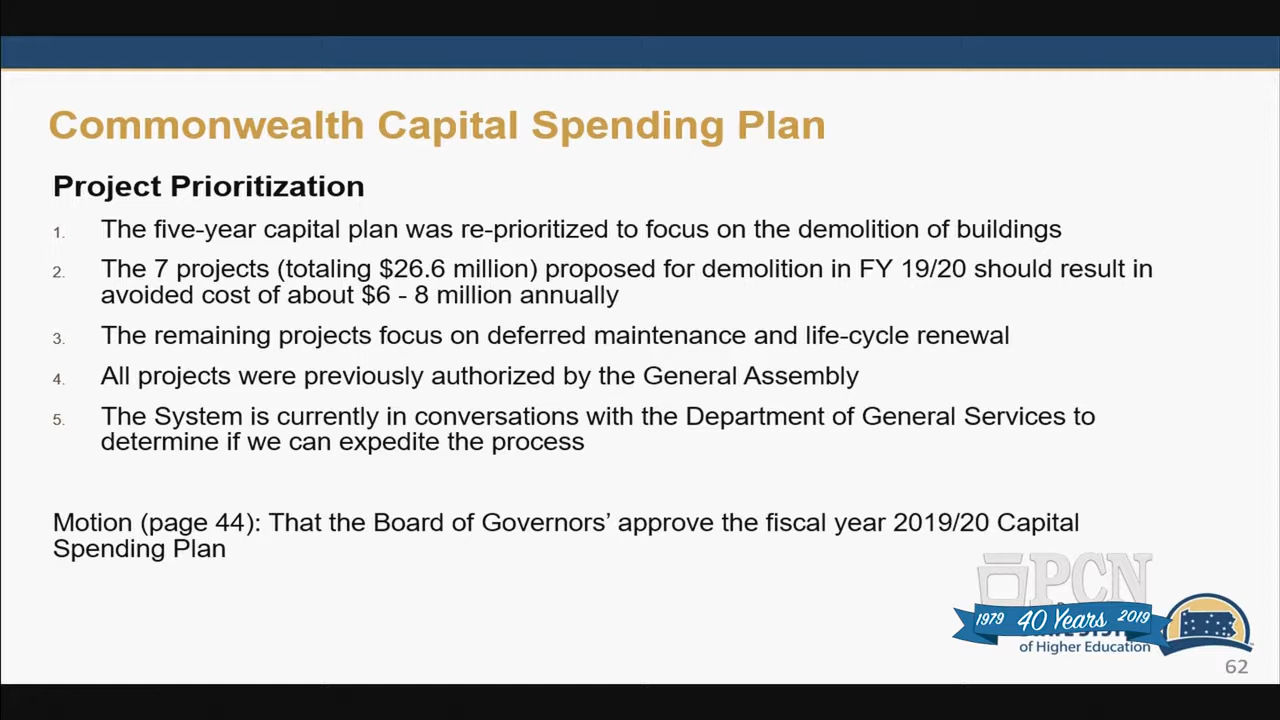 Commonwealth Capital Spending Plan
Project Prioritization
1. The five-year capital plan was re-prioritized to focus on the demolition of buildings
2. The 7 projects (totaling $26.6 million) proposed for demolition in FY 19/20 should result in
avoided cost of about $6 - 8 million annually
3. The remaining projects focus on deferred maintenance and life-cycle renewal
4. All projects were previously authorized by the General Assembly
5. The System is currently in conversations with the Department of General Services to
determine if we can expedite the process
Motion (page 44): That the Board of Governors’ approve the fiscal year 2019/20 Capital
Spending Plan
PCN
1979 40 Years 2019
of Higher Education
62